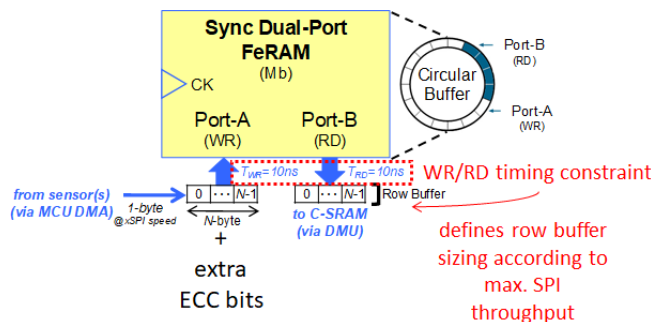 Sync Dual-Port
FeRAM
(Mb)
CK
Port-A
(WR)
Port-B
(RD)
Circular
Buffer
Port-B
(RD)
Port-A
(WR)
TWR=10ns
TRD=10ns
WR/RD timing constraint
from sensor(s)
(via MCU DMA)
1-byte
@xSPI speed
0 ··· N-1
N-byte
+
extra
ECC bits
0 ··· N-1
Row Buffer
to C-SRAM
(via DMU)
defines row buffer
sizing according to
max. SPI
throughput